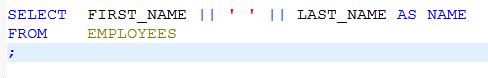 SELECT  FIRST_NAME || ' ' || LAST_NAME AS NAME
FROM    EMPLOYEES
;